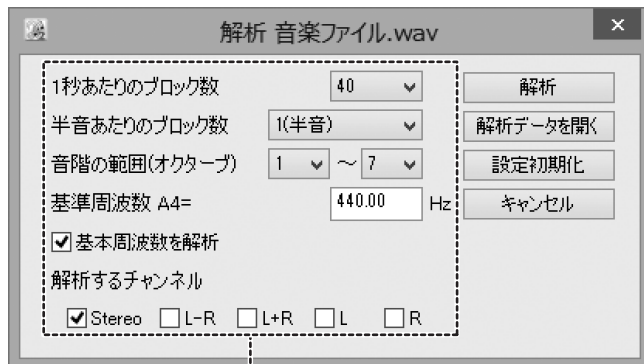 解析 音楽ファイル.wav
1秒あたりのブロック数 40
解析
半音あたりのブロック数 1(半音)
解析データを開く
音階の範囲(オクターブ) 1 ～ 7
設定初期化
基準周波数 A4= 440.00 Hz
キャンセル
基本周波数を解析
解析するチャンネル
Stereo L-R L+R L R